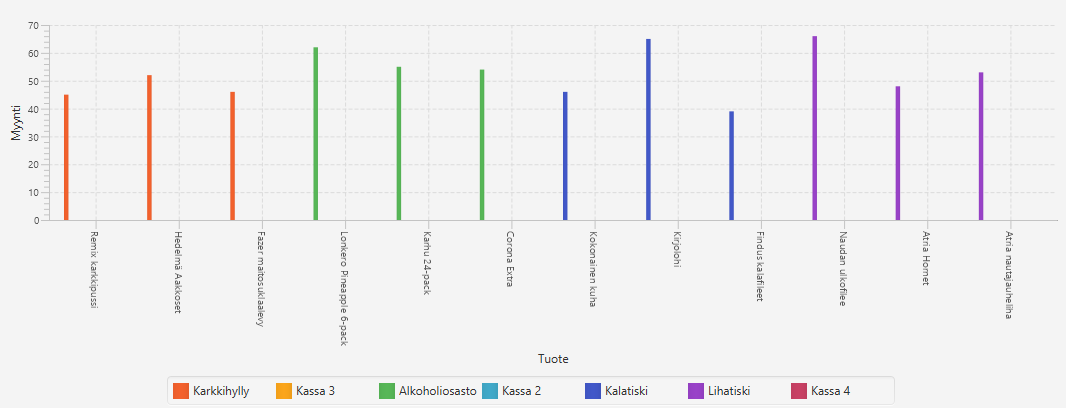 70
60
50
40
30
20
10
0
Myynti
Remix karkkipussi
Hedelmä Aakkoset
Fazer maitosuklaalevy
Lonkero Pineapple 6-pack
Karhu 24-pack
Corona Extra
Kokonainen kuha
Kirjolohi
Findus kalafileet
Naudan ulkofilee
Atria Hornet
Atria nautajauheliha
Tuote
Karkkihylly Kassa 3 Alkoholiosasto Kassa 2 Kalatiski Lihatiski Kassa 4